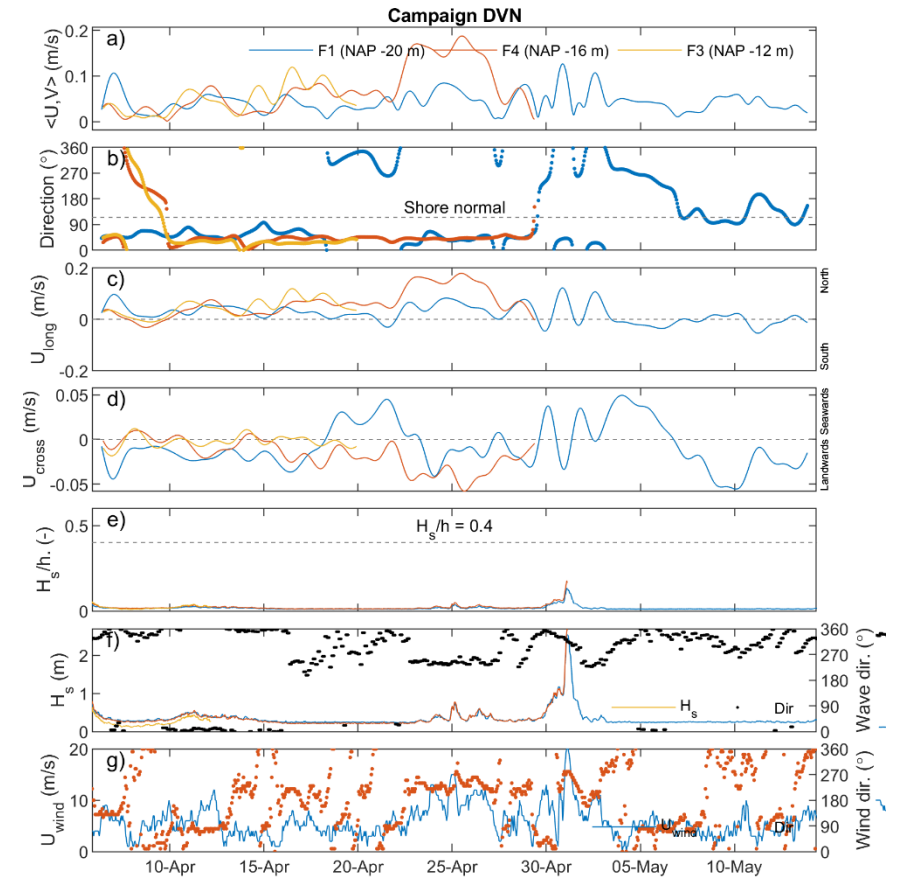 Campaign DVN
a)
<U,V> (m/s)
0.2
0.1
0
F1 (NAP -20 m)
F4 (NAP -16 m)
F3 (NAP -12 m)
b)
Direction (°)
360
270
180
90
0
Shore normal
c)
U_long (m/s)
0.2
0
-0.2
North
South
d)
U_cross (m/s)
0.05
0
-0.05
Seawards
Landwards
e)
H_s/h. (-)
0.5
0
H_s/h = 0.4
f)
H_s (m)
2
1
0
H_s
Dir
360
270
180
90
0
Wave dir. (°)
g)
U_wind (m/s)
20
10
0
U_wind
Dir
360
270
180
90
0
Wind dir. (°)
10-Apr
15-Apr
20-Apr
25-Apr
30-Apr
05-May
10-May